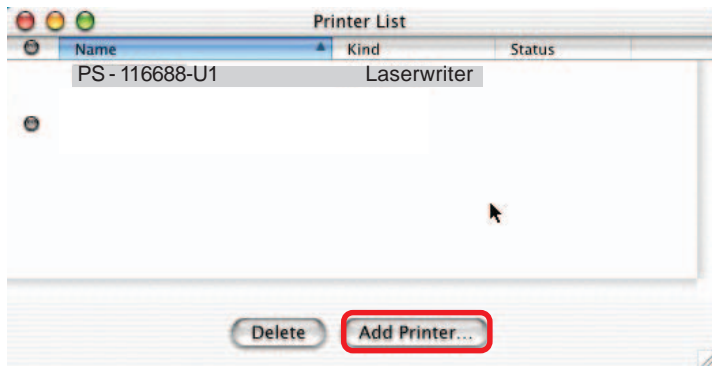 Printer List
Name Kind Status
PS - 116688-U1 Laserwriter
Delete Add Printer...